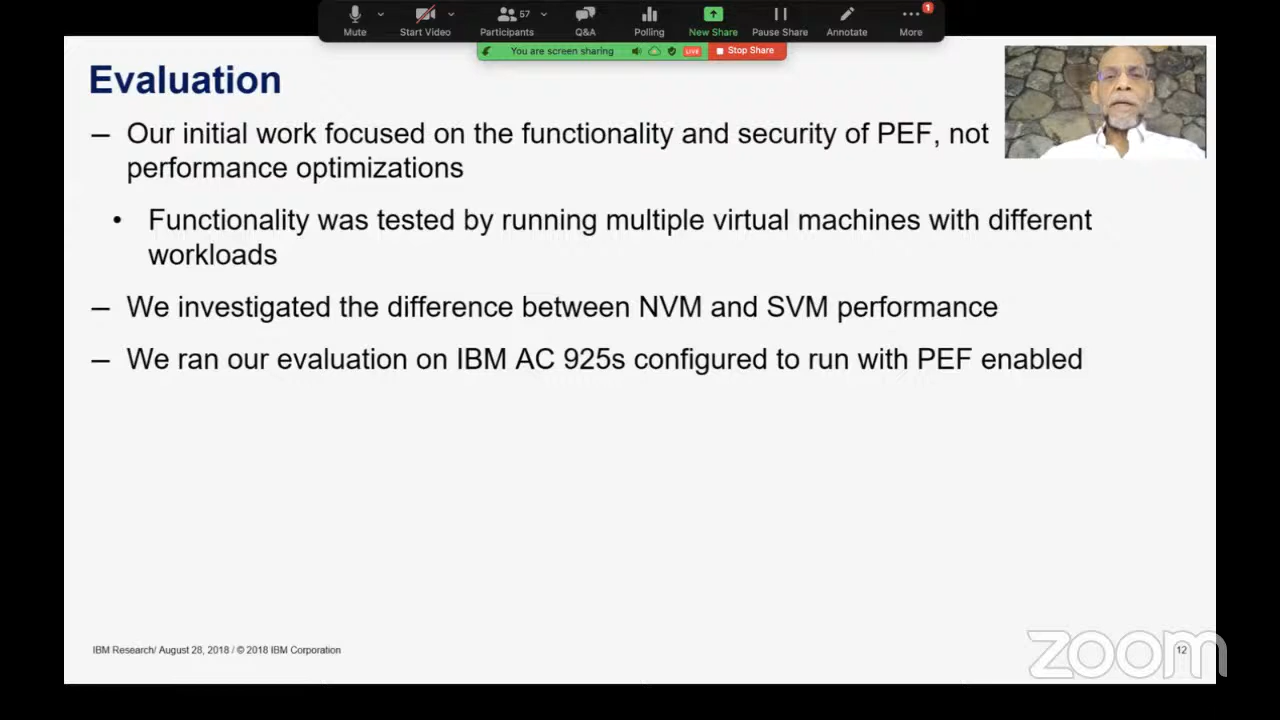 Mute
Start Video
57
Participants
Q&A
Polling
New Share
Pause Share
Annotate
1
More
You are screen sharing
LIVE
Stop Share
Evaluation
– Our initial work focused on the functionality and security of PEF, not
performance optimizations
• Functionality was tested by running multiple virtual machines with different
workloads
– We investigated the difference between NVM and SVM performance
– We ran our evaluation on IBM AC 925s configured to run with PEF enabled
IBM Research/ August 28, 2018 / © 2018 IBM Corporation
12
zoom